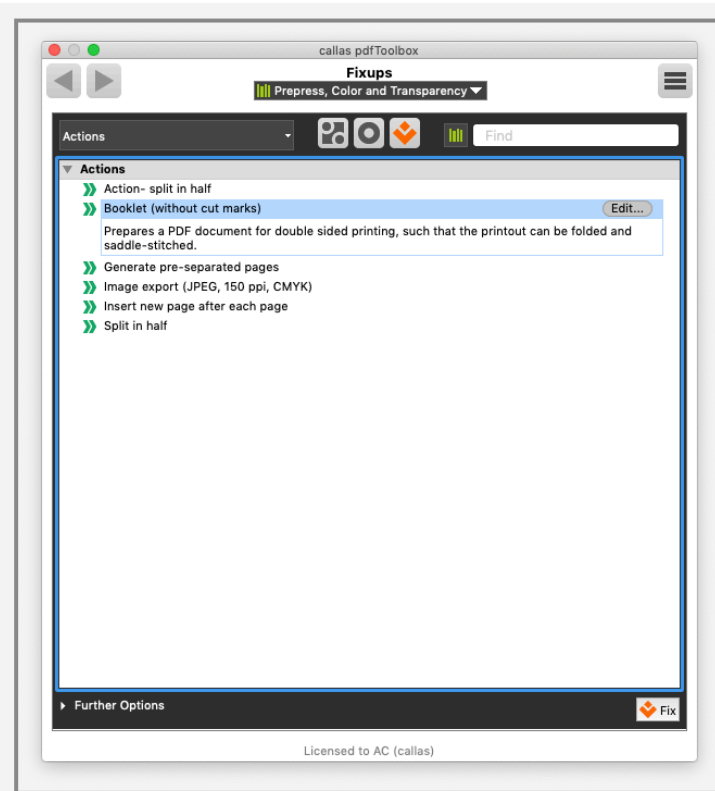 callas pdfToolbox
Fixups
Prepress, Color and Transparency
Actions
Find
Actions
Action- split in half
Booklet (without cut marks)
Edit...
Prepares a PDF document for double sided printing, such that the printout can be folded and
saddle-stitched.
Generate pre-separated pages
Image export (JPEG, 150 ppi, CMYK)
Insert new page after each page
Split in half
Further Options
Fix
Licensed to AC (callas)